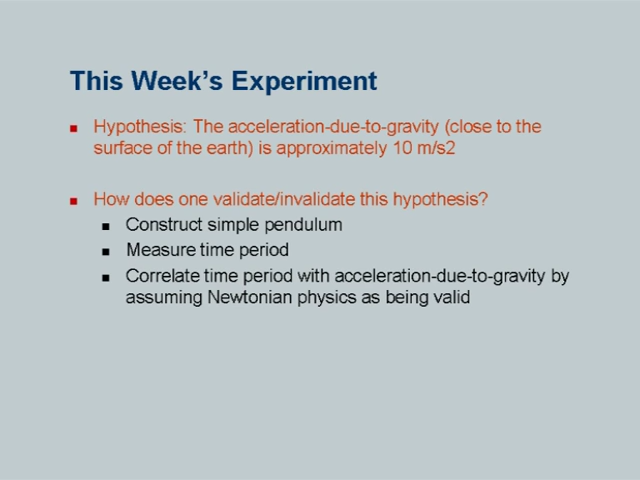 This Week's Experiment
Hypothesis: The acceleration-due-to-gravity (close to the
surface of the earth) is approximately 10 m/s2
How does one validate/invalidate this hypothesis?
Construct simple pendulum
Measure time period
Correlate time period with acceleration-due-to-gravity by
assuming Newtonian physics as being valid